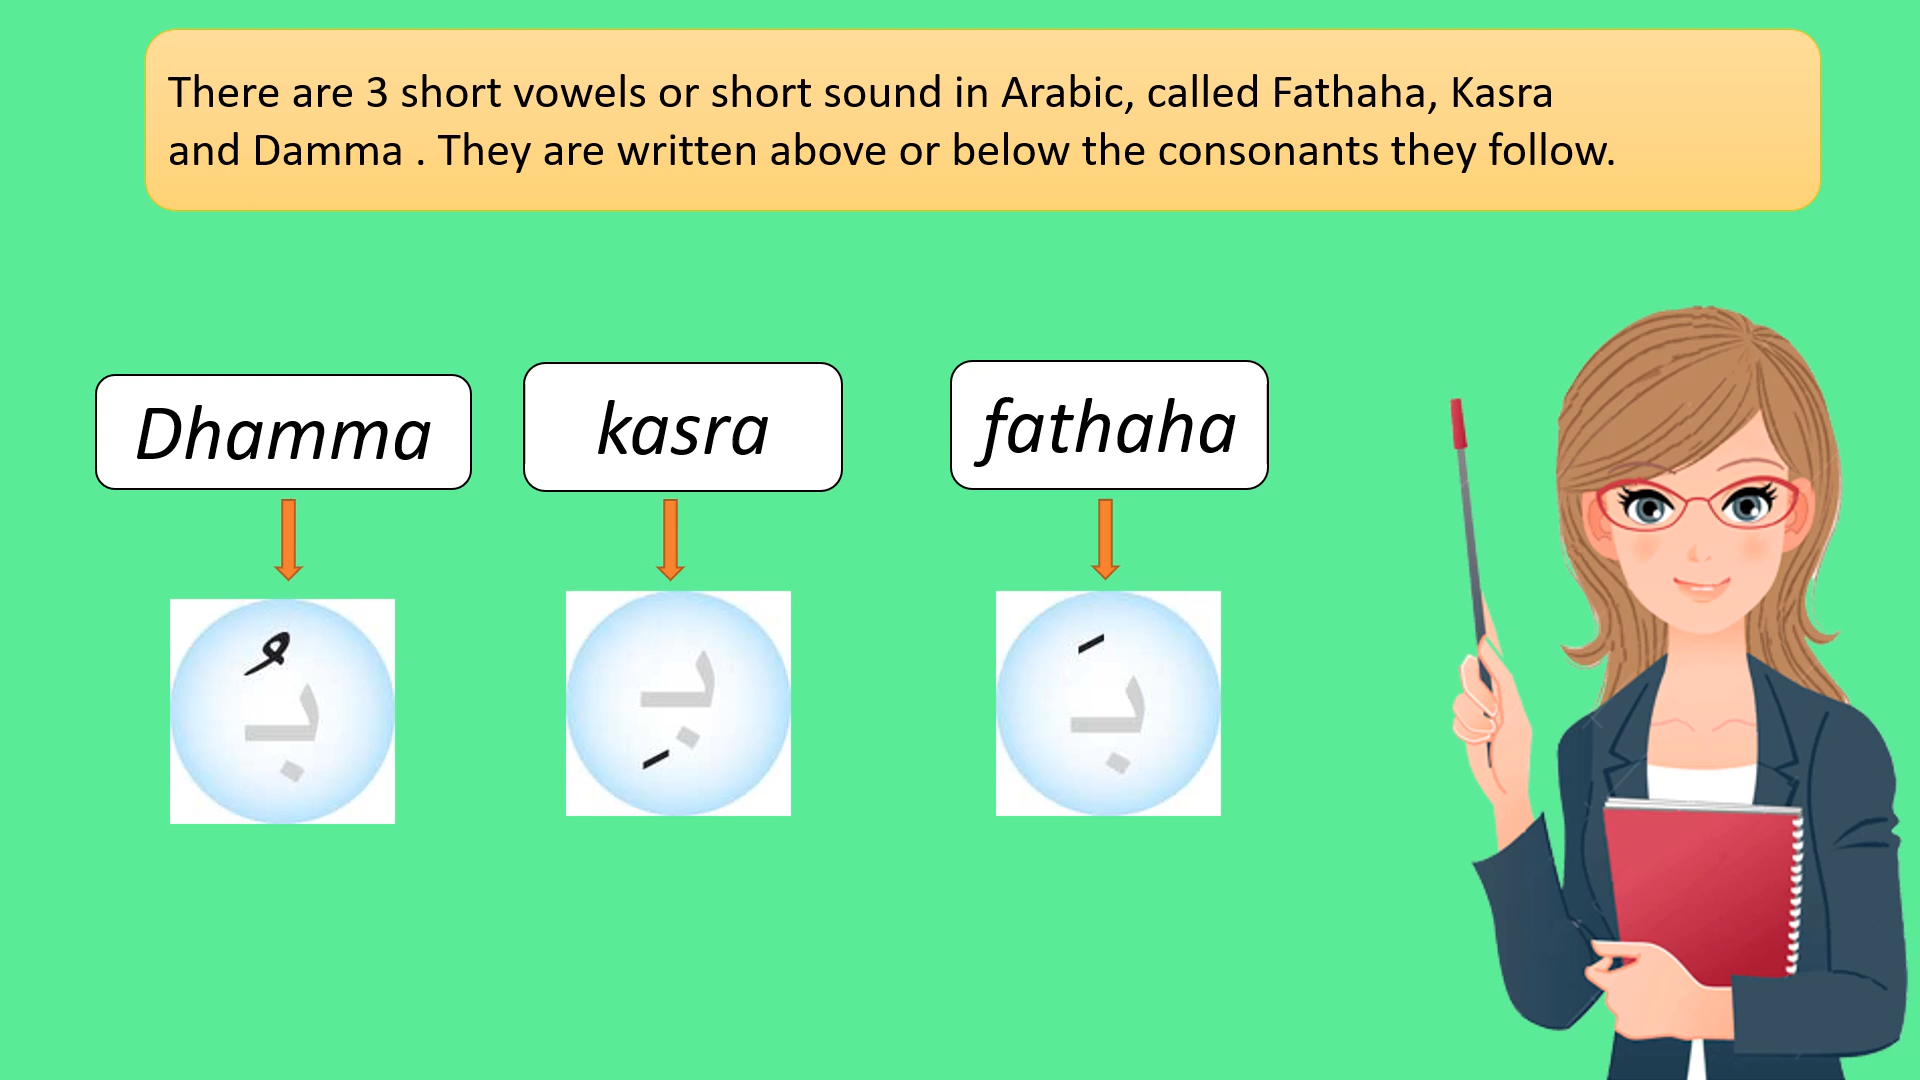 There are 3 short vowels or short sound in Arabic, called Fathaha, Kasra
and Damma . They are written above or below the consonants they follow.
Dhamma kasra fathaha
بُ بِ بَ